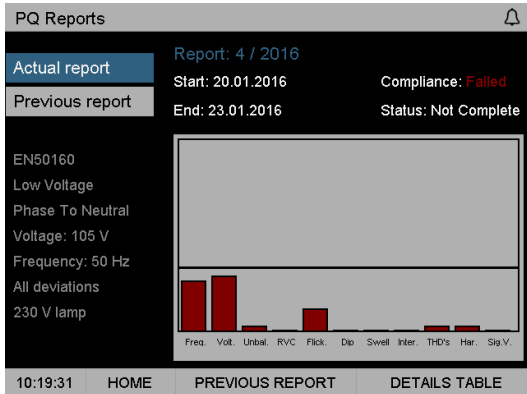 PQ Reports
Actual report
Previous report
Report: 4 / 2016
Start: 20.01.2016
Compliance: Failed
End: 23.01.2016
Status: Not Complete
EN50160
Low Voltage
Phase To Neutral
Voltage: 105 V
Frequency: 50 Hz
All deviations
230 V lamp
Freq. Volt. Unbal. RVC Flick. Dip Swell Inter. THD's Har. Sig.V.
10:19:31 HOME PREVIOUS REPORT DETAILS TABLE